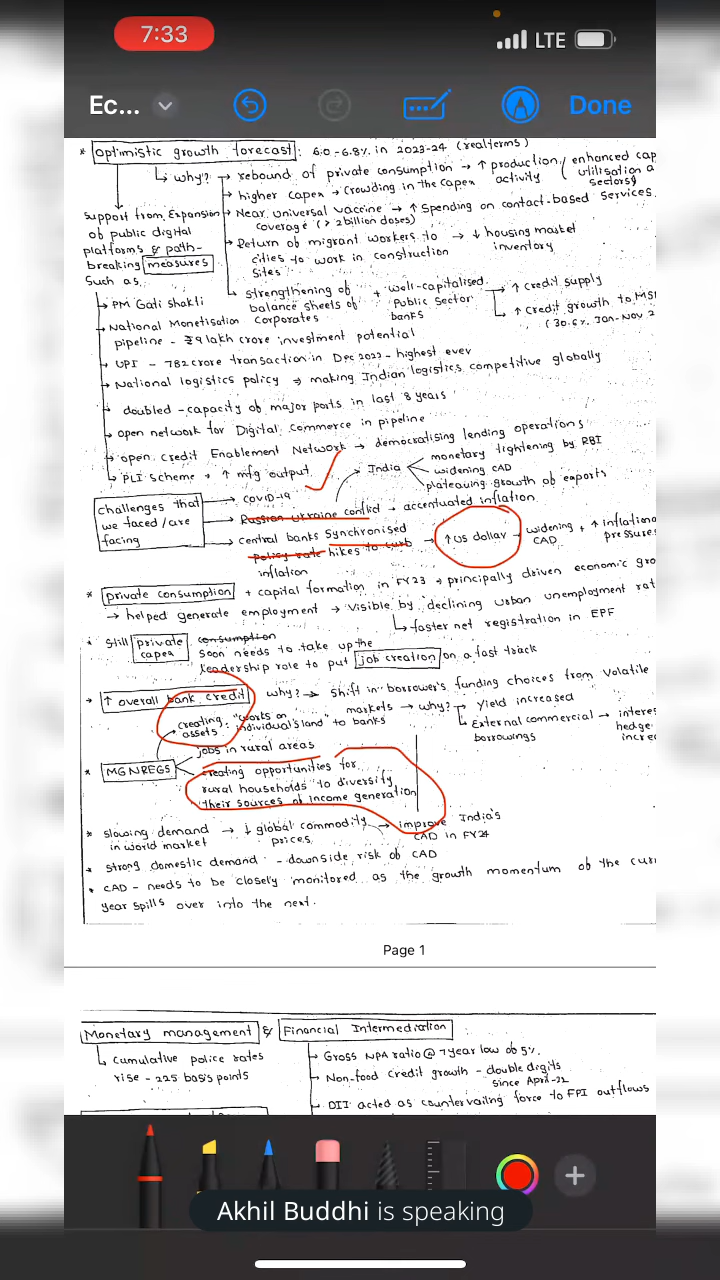 7:33
LTE
Ec...
Done
* Optimistic growth forecast : 6.0-6.8% in 2023-24 (real terms)
why? → rebound of private consumption → ↑ production / enhanced cap
activity ( utilisation a
sectors)
higher capex → Crowding in the Capex
Near Universal Vaccine → ↑ Spending on contact-based services
coverage (> 2 billion doses)
Return of migrant workers to → ↓ housing market
cities to work in construction inventory
Sites
strengthening of + well-capitalised → ↑ credit supply
balance sheets of Public Sector
corporates banks ↑ credit growth to MS
(30.6% Jan-Nov 2
Support from Expansion
of public digital
platforms & path-
breaking measures
Such as
PM Gati Shakti
National Monetisation
pipeline - ₹9 lakh crore investment potential
UPI - 782 crore transaction in Dec 2022 - highest ever
National logistics policy ⇒ making Indian logistics competitive globally
doubled - capacity of major ports in last 8 years
open network for Digital Commerce in pipeline
open Credit Enablement Network → democratising lending operations
PLI Scheme → ↑ mfg output
challenges that
we faced / are
facing
→ COVID-19
→ Russian Ukraine conflict → accentuated inflation
India
monetary tightening by RBI
widening CAD
plateauing growth of exports
→ Central banks Synchronised
policy rate hikes to curb
inflation
→ ↑ US dollar → widening + ↑ inflationa
CAD pressure
* private consumption + capital formation in FY23 → principally driven economic gro
→ helped generate employment → visible by declining urban unemployment rat
↳ faster net registration in EPF
* Still private consumption
capex soon needs to take up the
leadership role to put job creation on a fast track
→ ↑ overall bank credit why? → Shift in borrower's funding choices from volatile
markets → why? → Yield increased
to banks ↳ External commercial → interes
borrowings hedge
increa
creating : "works on
assets individual's land"
* MGNREGS
jobs in rural areas
creating opportunities for
rural households to diversify
their sources of income generation
* slowing demand → ↓ global commodity → improve India's
in world market prices CAD in FY24
* strong domestic demand - downside risk of CAD
* CAD - needs to be closely monitored as the growth momentum of the curr
year spills over into the next.
Page 1
Monetary management & Financial Intermediation
↳ cumulative police rates
rise - 225 basis points
→ Gross NPA ratio @ 7 year low of 5%
→ Non-food Credit growth - double digits
since April-22
→ DII acted as countervailing force to FPI outflows
Akhil Buddhi is speaking